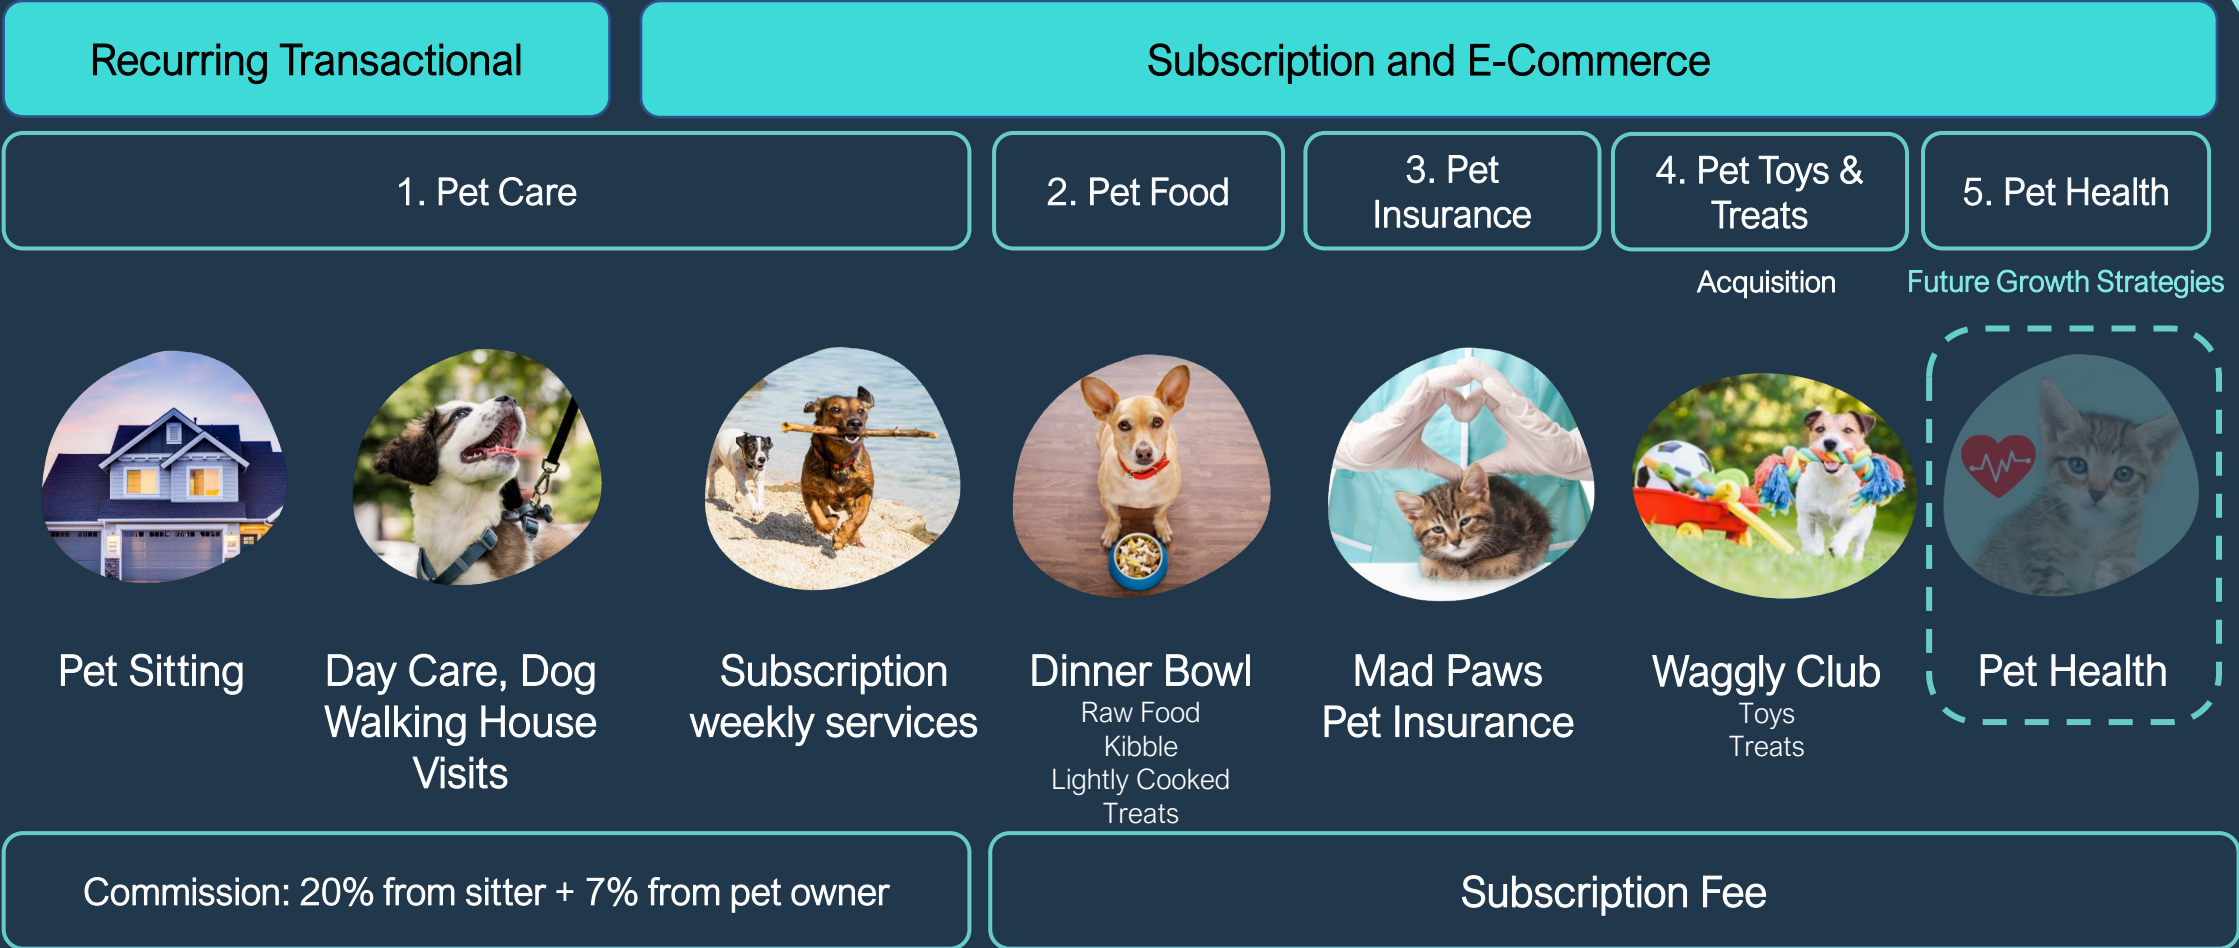 Recurring Transactional
Subscription and E-Commerce
1. Pet Care
2. Pet Food
3. Pet
Insurance
4. Pet Toys &
Treats
5. Pet Health
Acquisition
Future Growth Strategies
Pet Sitting
Day Care, Dog
Walking House
Visits
Subscription
weekly services
Dinner Bowl
Raw Food
Kibble
Lightly Cooked
Treats
Mad Paws
Pet Insurance
Waggly Club
Toys
Treats
Pet Health
Commission: 20% from sitter + 7% from pet owner
Subscription Fee